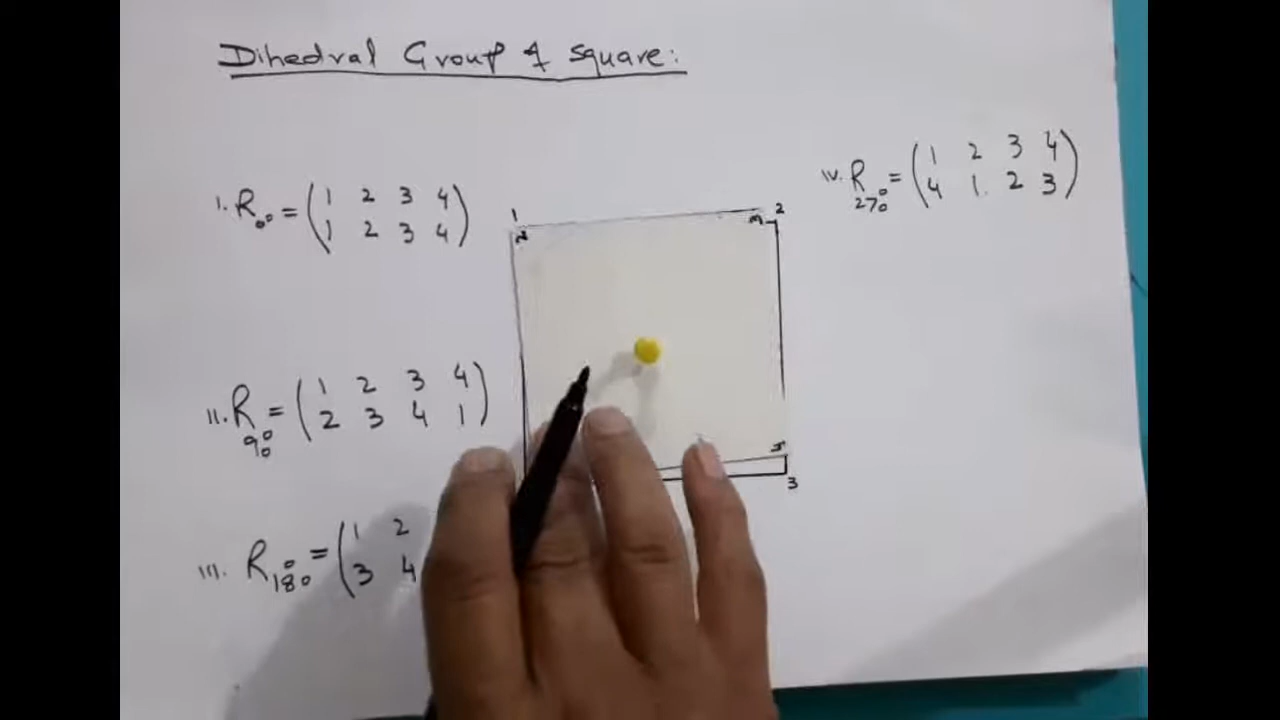 Dihedral Group of square:
I. R₀° = (1 2 3 4
1 2 3 4)
II. R₉₀° = (1 2 3 4
2 3 4 1)
III. R₁₈₀° = (1 2
3 4
IV. R₂₇₀° = (1 2 3 4
4 1 2 3)
1 2
3